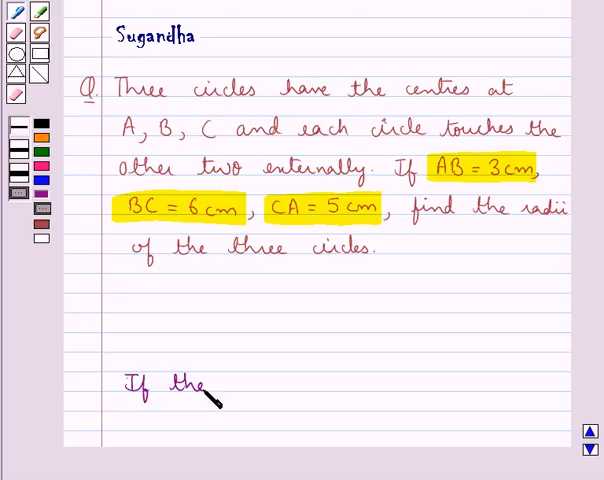 Sugandha
Q. Three circles have the centres at
A, B, C and each circle touches the
other two externally. If AB = 3 cm,
BC = 6 cm, CA = 5 cm, find the radii
of the three circles.
If the